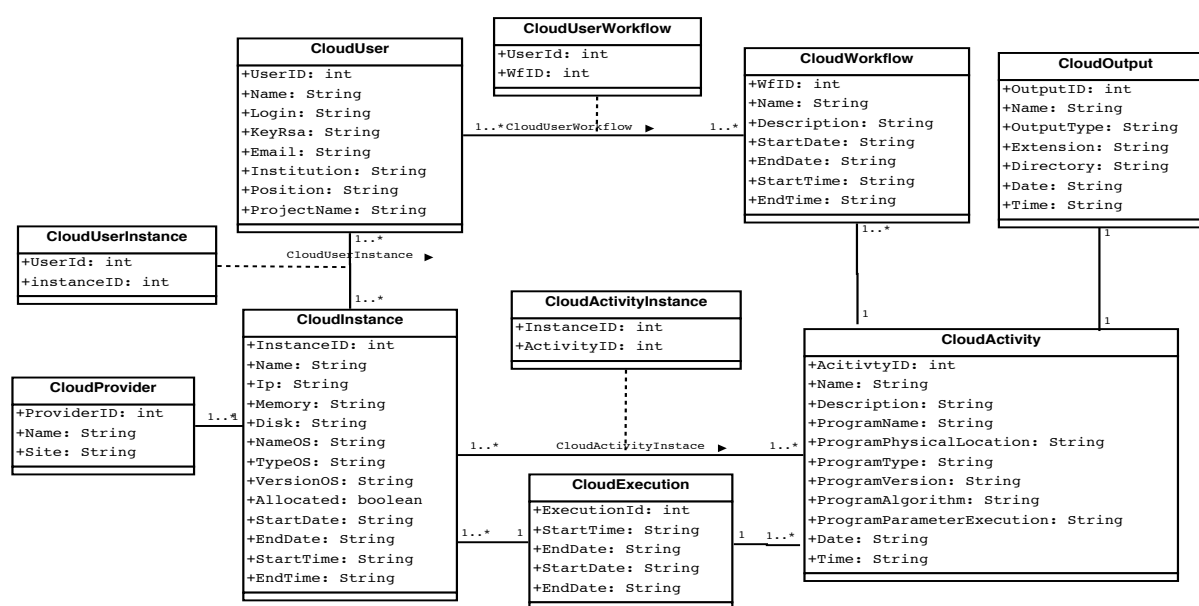 CloudUser
+UserID: int
+Name: String
+Login: String
+KeyRsa: String
+Email: String
+Institution: String
+Position: String
+ProjectName: String
CloudUserWorkflow
+UserId: int
+WfID: int
1..*
CloudUserWorkflow
1..*
CloudWorkflow
+WfID: int
+Name: String
+Description: String
+StartDate: String
+EndDate: String
+StartTime: String
+EndTime: String
CloudOutput
+OutputID: int
+Name: String
+OutputType: String
+Extension: String
+Directory: String
+Date: String
+Time: String
CloudUserInstance
+UserId: int
+instanceID: int
1..*
CloudUserInstance
1..*
1..*
1
1
1
CloudInstance
+InstanceID: int
+Name: String
+Ip: String
+Memory: String
+Disk: String
+NameOS: String
+TypeOS: String
+VersionOS: String
+Allocated: boolean
+StartDate: String
+EndDate: String
+StartTime: String
+EndTime: String
CloudProvider
+ProviderID: int
+Name: String
+Site: String
1..*
1
CloudActivityInstance
+InstanceID: int
+ActivityID: int
1..*
CloudActivityInstace
1..*
CloudActivity
+AcitivtyID: int
+Name: String
+Description: String
+ProgramName: String
+ProgramPhysicalLocation: String
+ProgramType: String
+ProgramVersion: String
+ProgramAlgorithm: String
+ProgramParameterExecution: String
+Date: String
+Time: String
CloudExecution
+ExecutionId: int
+StartTime: String
+EndDate: String
+StartDate: String
+EndDate: String
1..*
1
1
1..*